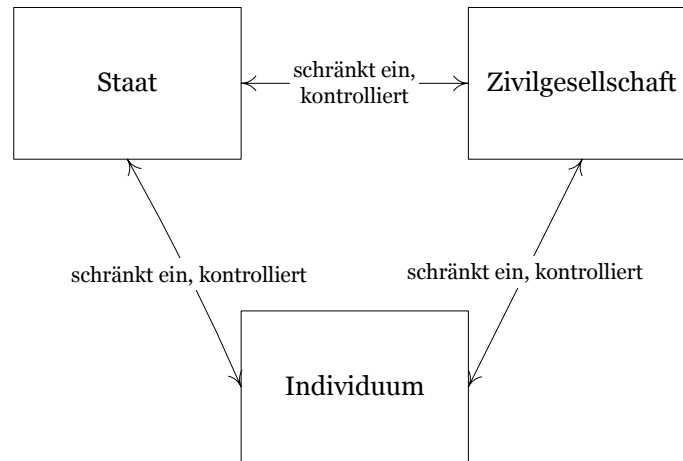 Staat
schränkt ein,
kontrolliert
Zivilgesellschaft
schränkt ein, kontrolliert
schränkt ein, kontrolliert
Individuum